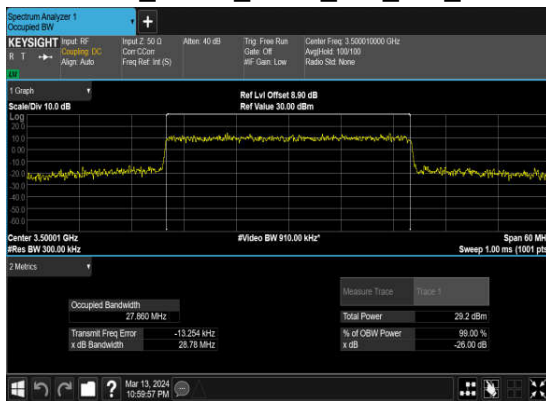 Spectrum Analyzer 1
Occupied BW
KEYSIGHT Input: RF Input Z: 50 Ω Atten: 40 dB Trig: Free Run Center Freq: 3.500010000 GHz
R T Coupling: DC Corr CCorr Gate: Off Avg|Hold: 100/100
Align: Auto Freq Ref: Int (S) #IF Gain: Low Radio Std: None
1 Graph
Ref Lvl Offset 8.90 dB
Scale/Div 10.0 dB Ref Value 30.00 dBm
Log
20.0
10.0
0.00
-10.0
-20.0
-30.0
-40.0
-50.0
-60.0
Center 3.50001 GHz #Video BW 910.00 kHz* Span 60 MH
#Res BW 300.00 kHz Sweep 1.00 ms (1001 pts
2 Metrics
Measure Trace Trace 1
Occupied Bandwidth
27.860 MHz Total Power 29.2 dBm
Transmit Freq Error -13.254 kHz % of OBW Power 99.00 %
x dB Bandwidth 28.78 MHz x dB -26.00 dB
Mar 13, 2024
10:59:57 PM